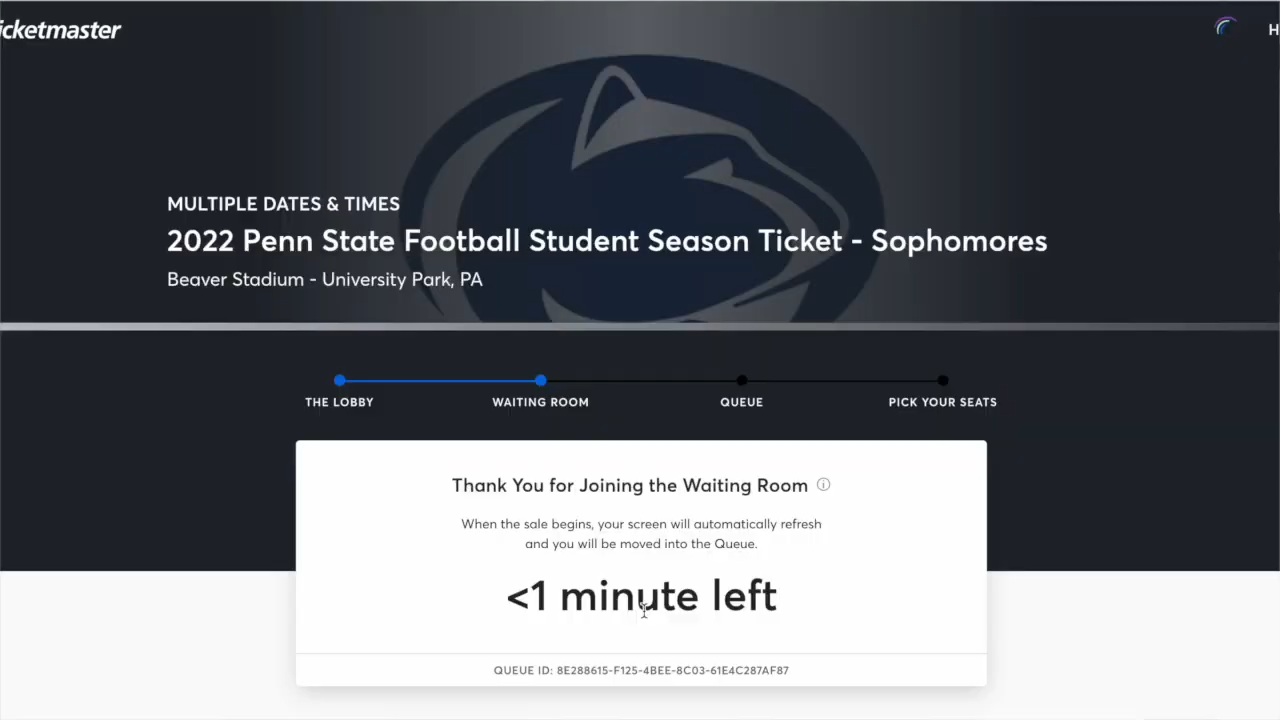 icketmaster
H
MULTIPLE DATES & TIMES
2022 Penn State Football Student Season Ticket - Sophomores
Beaver Stadium - University Park, PA
THE LOBBY
WAITING ROOM
QUEUE
PICK YOUR SEATS
Thank You for Joining the Waiting Room
When the sale begins, your screen will automatically refresh
and you will be moved into the Queue.
<1 minute left
QUEUE ID: 8E288615-F125-4BEE-8C03-61E4C287AF87